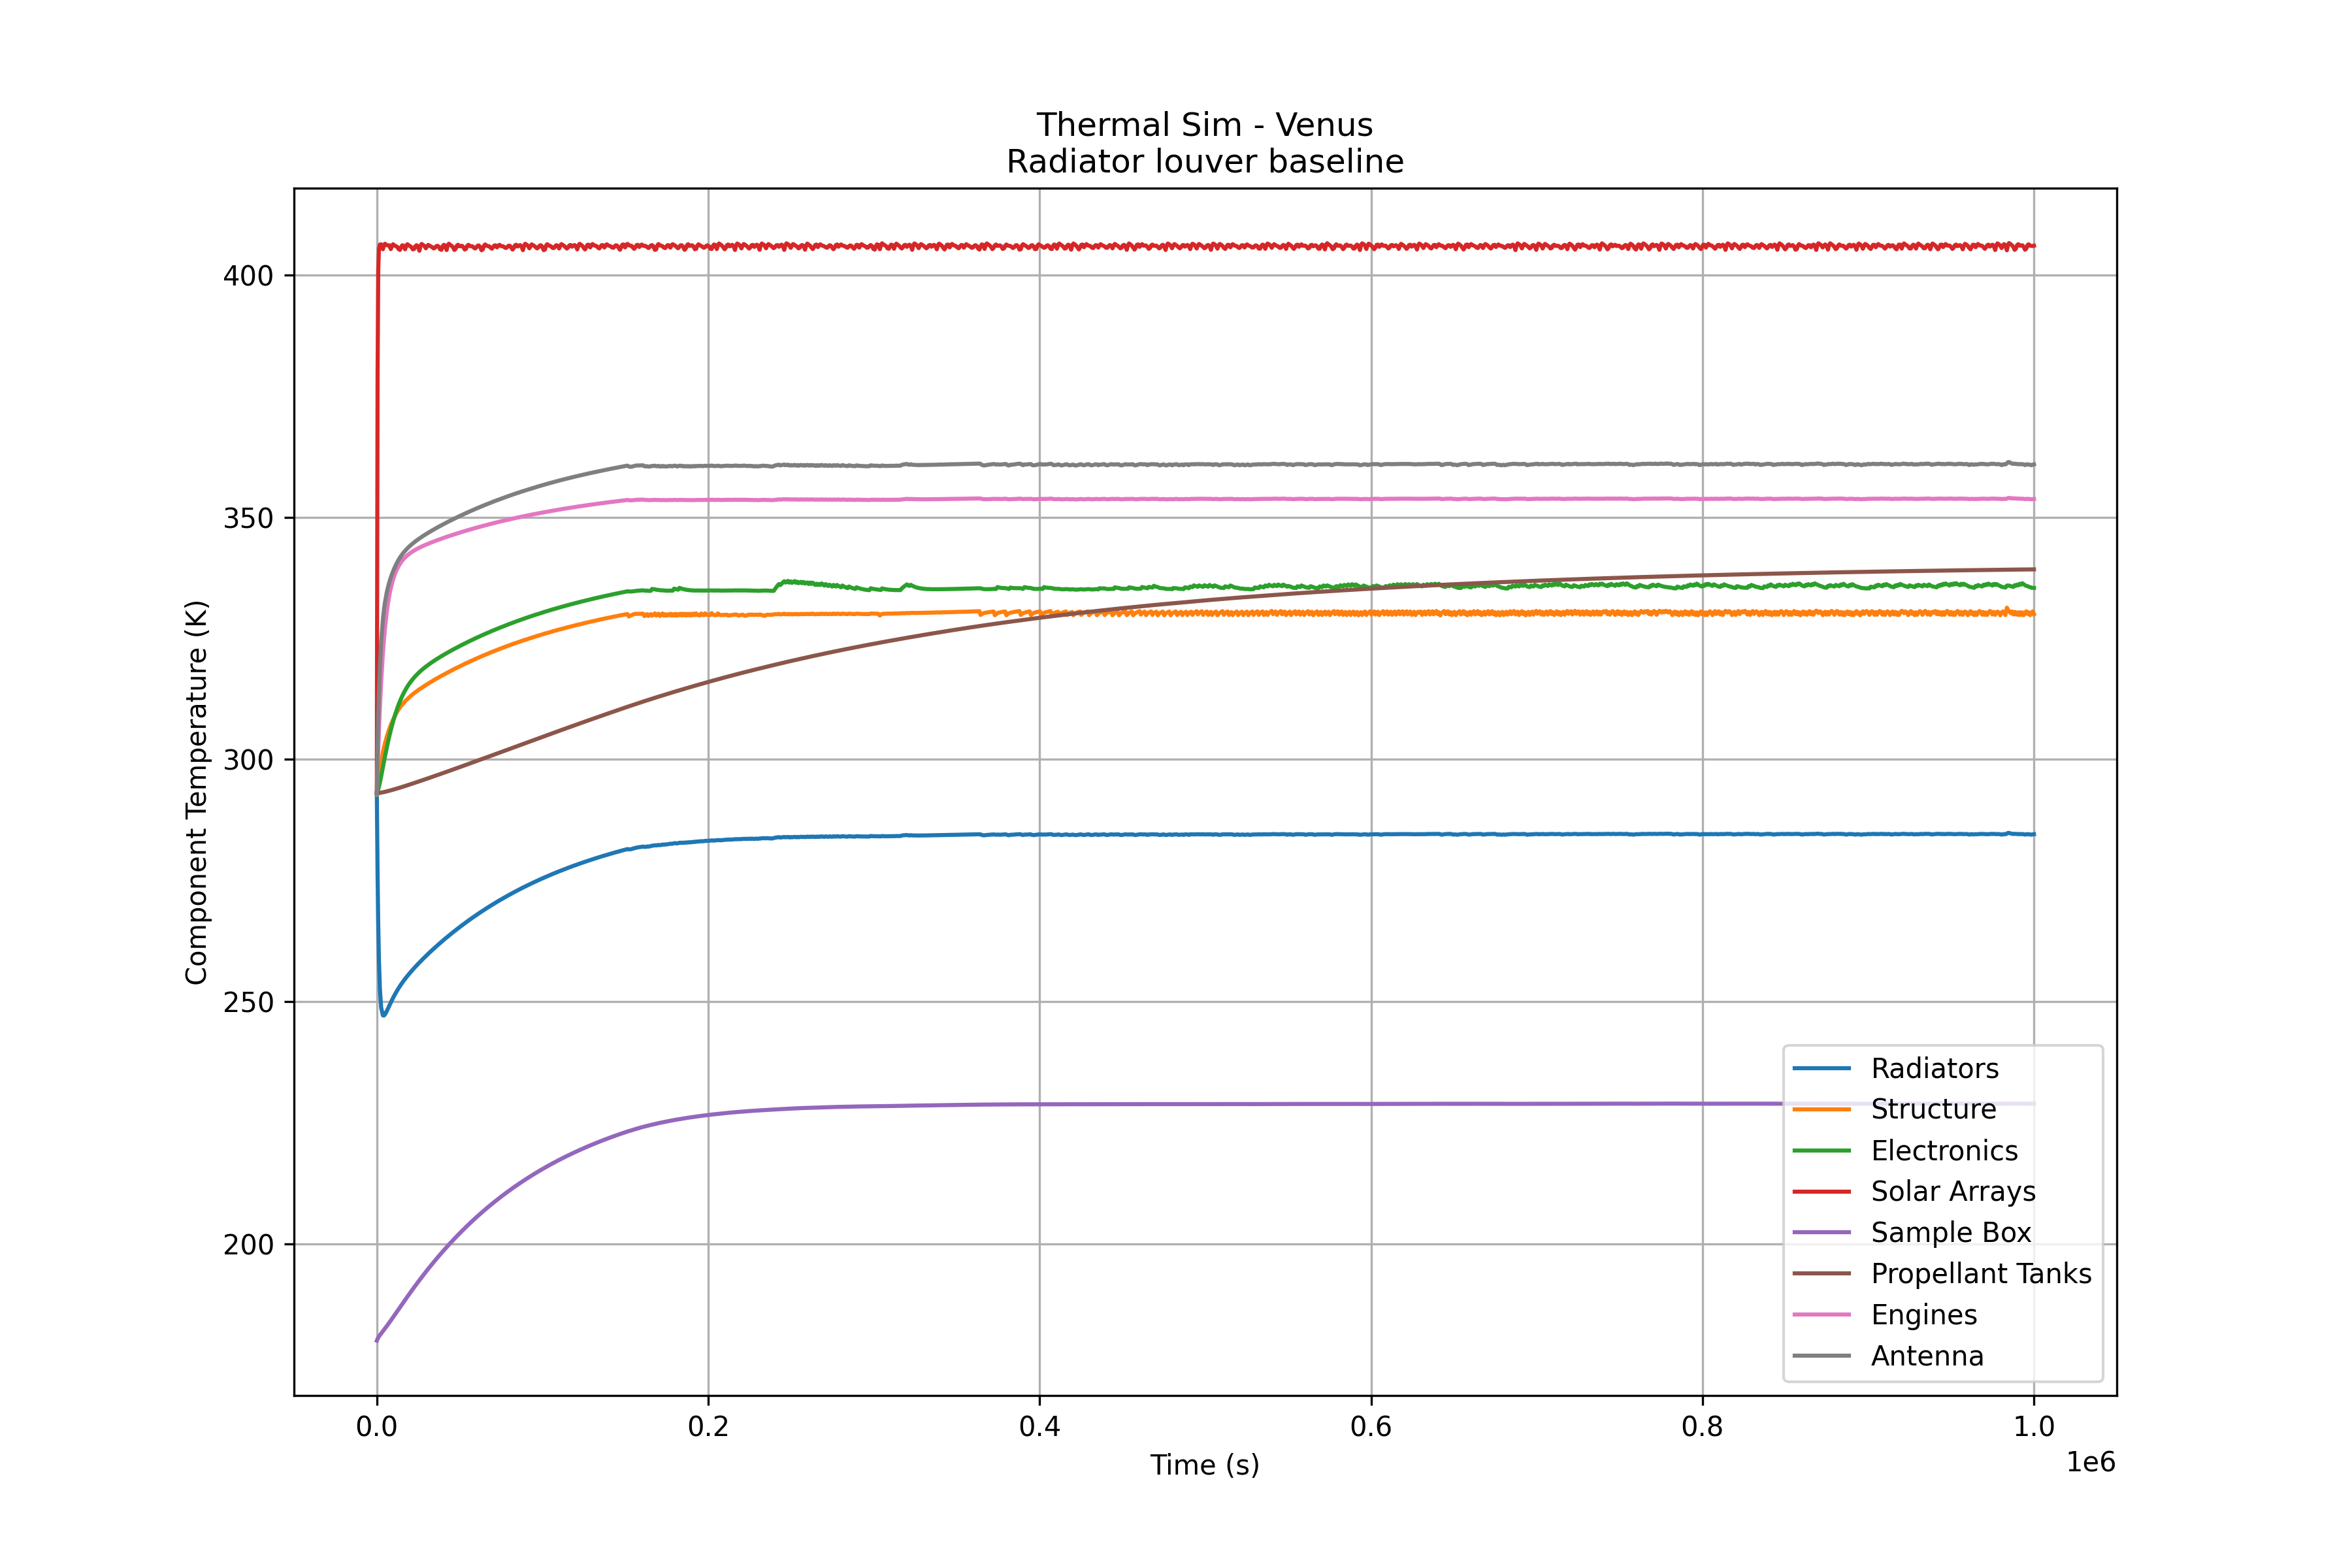 Thermal Sim - Venus
Radiator louver baseline
Component Temperature (K)
400
350
300
250
200
0.0
0.2
0.4
0.6
0.8
1.0
1e6
Time (s)
Radiators
Structure
Electronics
Solar Arrays
Sample Box
Propellant Tanks
Engines
Antenna